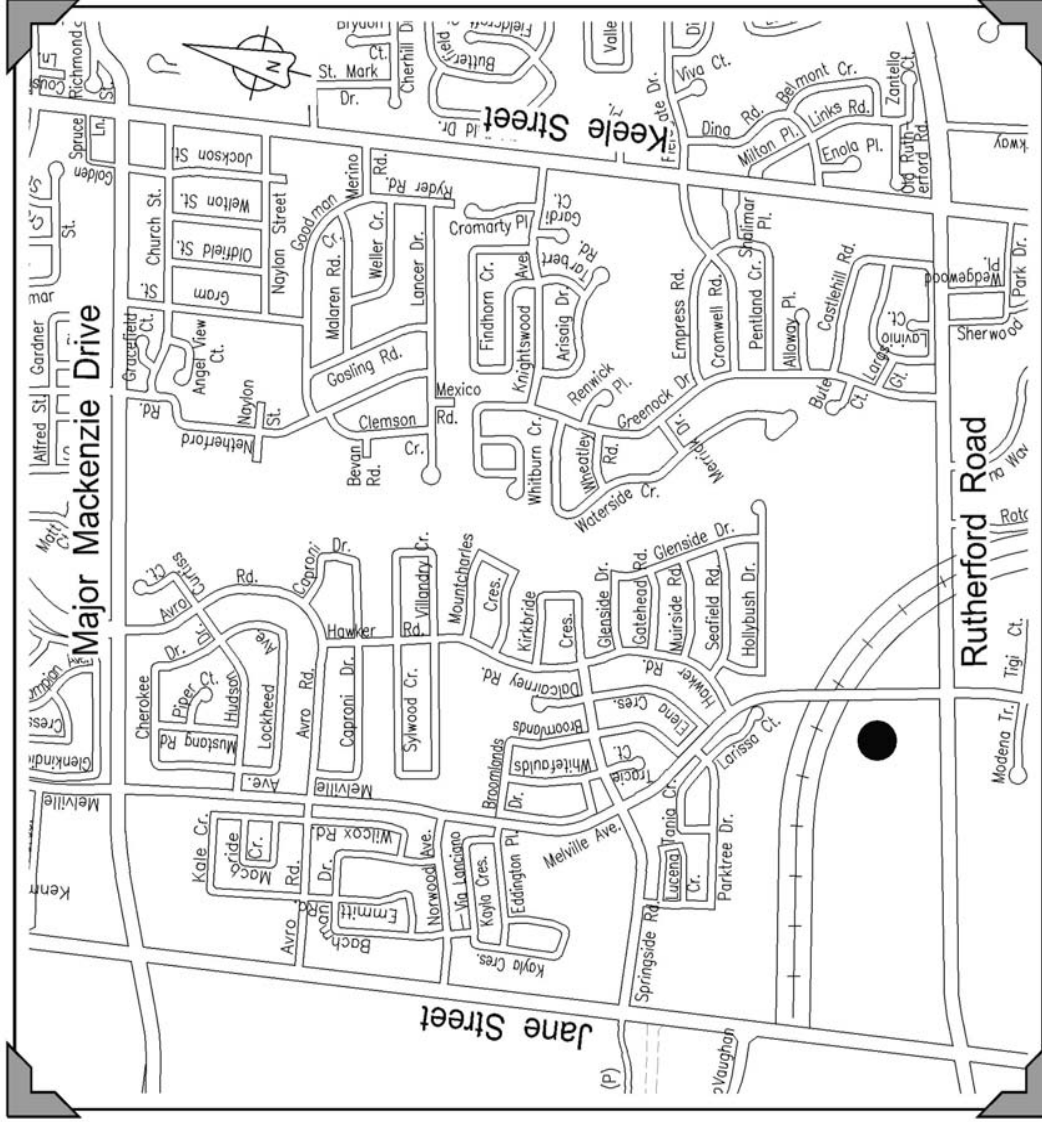 Major Mackenzie Drive
Keele Street
Rutherford Road
Jane Street
N
Richmond
St.
Spruce
Ln.
Golden
Brydon
Ct.
St. Mark
Dr.
Cherhill
Butterfield
Viva Ct.
Belmont Cr.
Zantella
Ct.
Dina Rd.
Links Rd.
Milton Pl.
Enola Pl.
Old Ruth-
erford Rd.
Jackson St.
Church St.
Welton St.
Oldfield St.
Gram
St.
Naylon Street
Goodman
Cr.
Merino
Rd.
Ryder Rd.
Weller Cr.
Malaren Rd.
Lancer Dr.
Cromarty Pl.
Gardi
Ct.
Tarbert
Rd.
Findhorn Cr.
Knightswood
Ave.
Arisaig Dr.
Shalimar
Pl.
Empress Rd.
Cromwell Rd.
Pentland Cr.
Alloway Pl.
Castlehill Rd.
Wedgewood
Pl.
Park Dr.
Sherwood
Lavinio
Ct.
Largs
Gt.
Bute
Ct.
Alfred St.
Gardner
Gracefield
Ct.
Angel View
Ct.
Netherford
Rd.
Naylon
St.
Gosling Rd.
Mexico
Rd.
Clemson
Cr.
Bevan
Rd.
Renwick
Pl.
Greenock Dr.
Whitburn Cr.
Wheatley
Rd.
Waterside Cr.
Merrick Dr.
Curtiss
Ct.
Avro
Rd.
Caproni
Dr.
Villandry Cr.
Mountcharles
Cres.
Kirkbride
Cres.
Glenside Dr.
Glenside Dr.
Gatehead Rd.
Muirside Rd.
Seafield Rd.
Hollybush Dr.
Cherokee
Dr.
Piper
Ct.
Hudson
Dr.
Mustang Rd
Lockheed
Ave.
Ave.
Avro Rd.
Hawker
Rd.
Caproni Dr.
Sylwood Cr.
Dalcairney Rd.
Hawker
Rd.
Broomlands
Cres.
Elena
Broomlands
Dr.
Whitefaulds
Tracie
Ct.
Larissa Ct.
Modena Tr.
Tigi Ct.
Melville
Melville
Melville Ave.
Kale Cr.
Cr.
Wilcox Rd.
Avro
Rd.
Dr.
Emmitt
Bachman
Rd.
Norwood Ave.
Via Lanciano
Kayla Cres.
Eddington Pl.
Kayla Cres.
Springside Rd.
Lucena
Cr.
Tania Cr.
Parktree Dr.
(P)
Vaughan